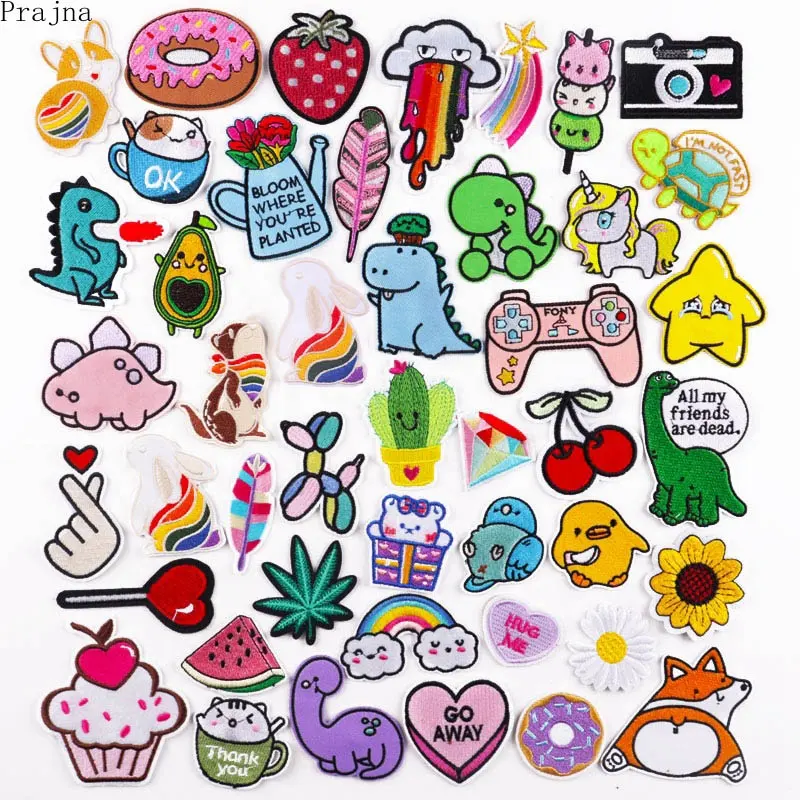 Prajna
OK
BLOOM
WHERE
YOU'RE
PLANTED
I'M NOT FAST
FONY
All my
friends
are dead.
HUG
ME
Thank
you
GO
AWAY